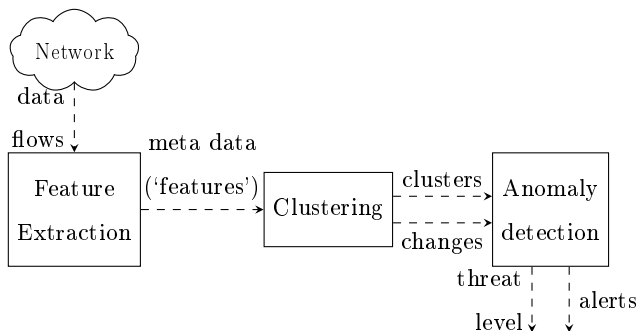 Network
data
flows
Feature
Extraction
meta data
(‘features’)
Clustering
clusters
changes
Anomaly
detection
threat
level
alerts